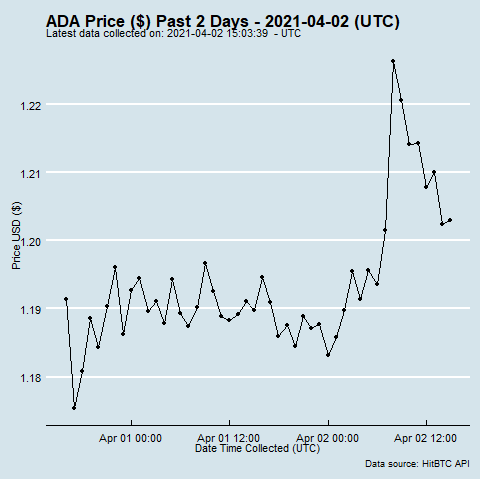 ADA Price ($) Past 2 Days - 2021-04-02 (UTC)
Latest data collected on: 2021-04-02 15:03:39 - UTC
Price USD ($)
1.22
1.21
1.20
1.19
1.18
Apr 01 00:00 Apr 01 12:00 Apr 02 00:00 Apr 02 12:00
Date Time Collected (UTC)
Data source: HitBTC API